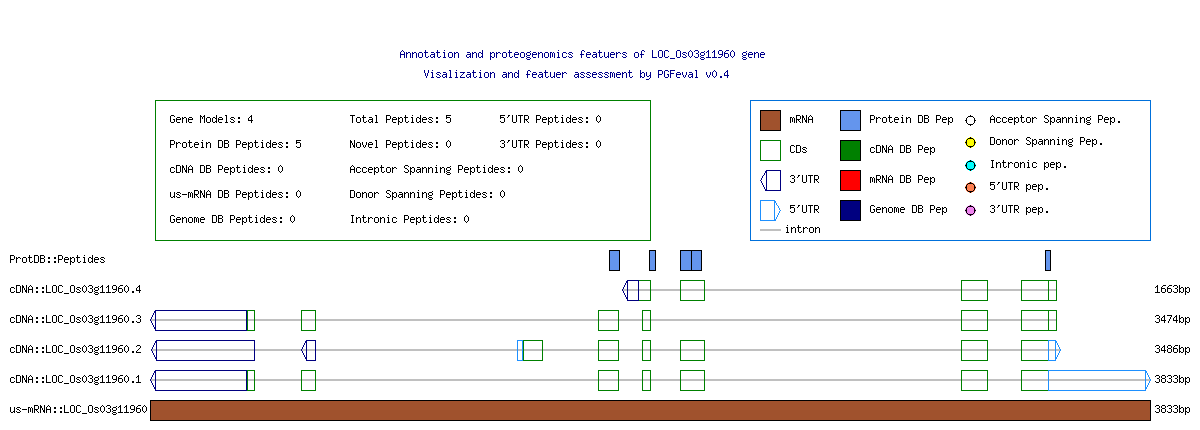 Annotation and proteogenomics featuers of LOC_Os03g11960 gene
Visalization and featuer assessment by PGFeval v0.4
Gene Models: 4 Total Peptides: 5 5'UTR Peptides: 0
Protein DB Peptides: 5 Novel Peptides: 0 3'UTR Peptides: 0
cDNA DB Peptides: 0 Acceptor Spanning Peptides: 0
us-mRNA DB Peptides: 0 Donor Spanning Peptides: 0
Genome DB Peptides: 0 Intronic Peptides: 0
mRNA Protein DB Pep Acceptor Spanning Pep.
CDs cDNA DB Pep Donor Spanning Pep.
3'UTR mRNA DB Pep Intronic pep.
5'UTR Genome DB Pep 5'UTR pep.
intron 3'UTR pep.
ProtDB::Peptides
cDNA::LOC_Os03g11960.4 1663bp
cDNA::LOC_Os03g11960.3 3474bp
cDNA::LOC_Os03g11960.2 3486bp
cDNA::LOC_Os03g11960.1 3833bp
us-mRNA::LOC_Os03g11960 3833bp